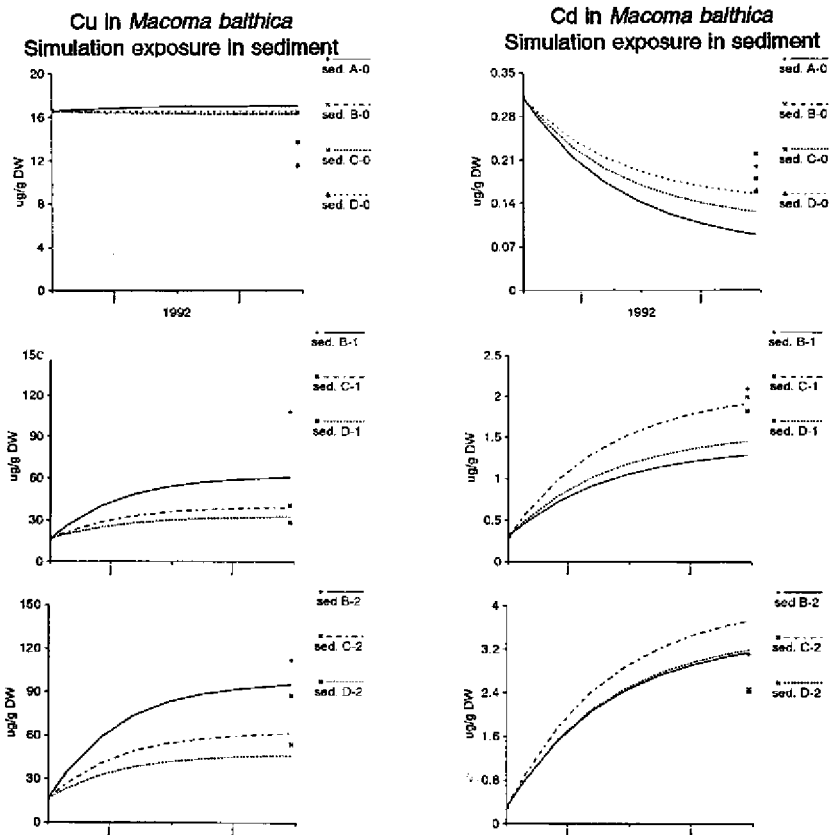 Cu in Macoma balthica
Simulation exposure in sediment
ug/g DW
20
16
12
8
4
0
1992
sed. A-0
sed. B-0
sed. C-0
sed. D-0
Cd in Macoma balthica
Simulation exposure in sediment
ug/g DW
0.35
0.28
0.21
0.14
0.07
0
1992
sed. A-0
sed. B-0
sed. C-0
sed. D-0
ug/g DW
150
120
90
60
30
0
sed. B-1
sed. C-1
sed. D-1
ug/g DW
2.5
2
1.5
1
0.5
0
sed. B-1
sed. C-1
sed. D-1
ug/g DW
150
120
90
60
30
0
sed B-2
sed. C-2
sed. D-2
ug/g DW
4
3.2
2.4
1.6
0.8
0
sed B-2
sed. C-2
sed. D-2